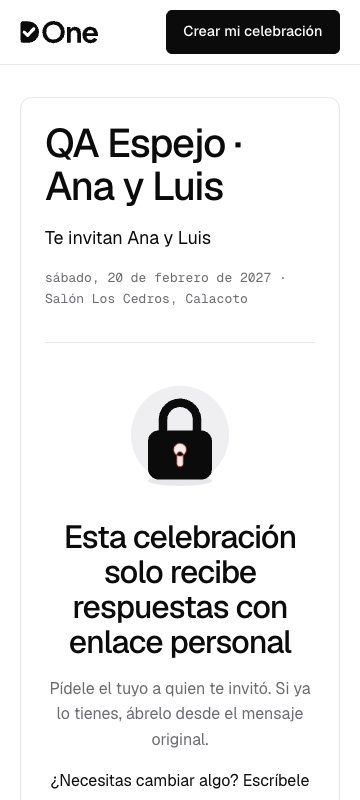 One
Crear mi celebración
QA Espejo ·
Ana y Luis
Te invitan Ana y Luis
sábado, 20 de febrero de 2027 ·
Salón Los Cedros, Calacoto
Esta celebración
solo recibe
respuestas con
enlace personal
Pídele el tuyo a quien te invitó. Si ya
lo tienes, ábrelo desde el mensaje
original.
¿Necesitas cambiar algo? Escríbele